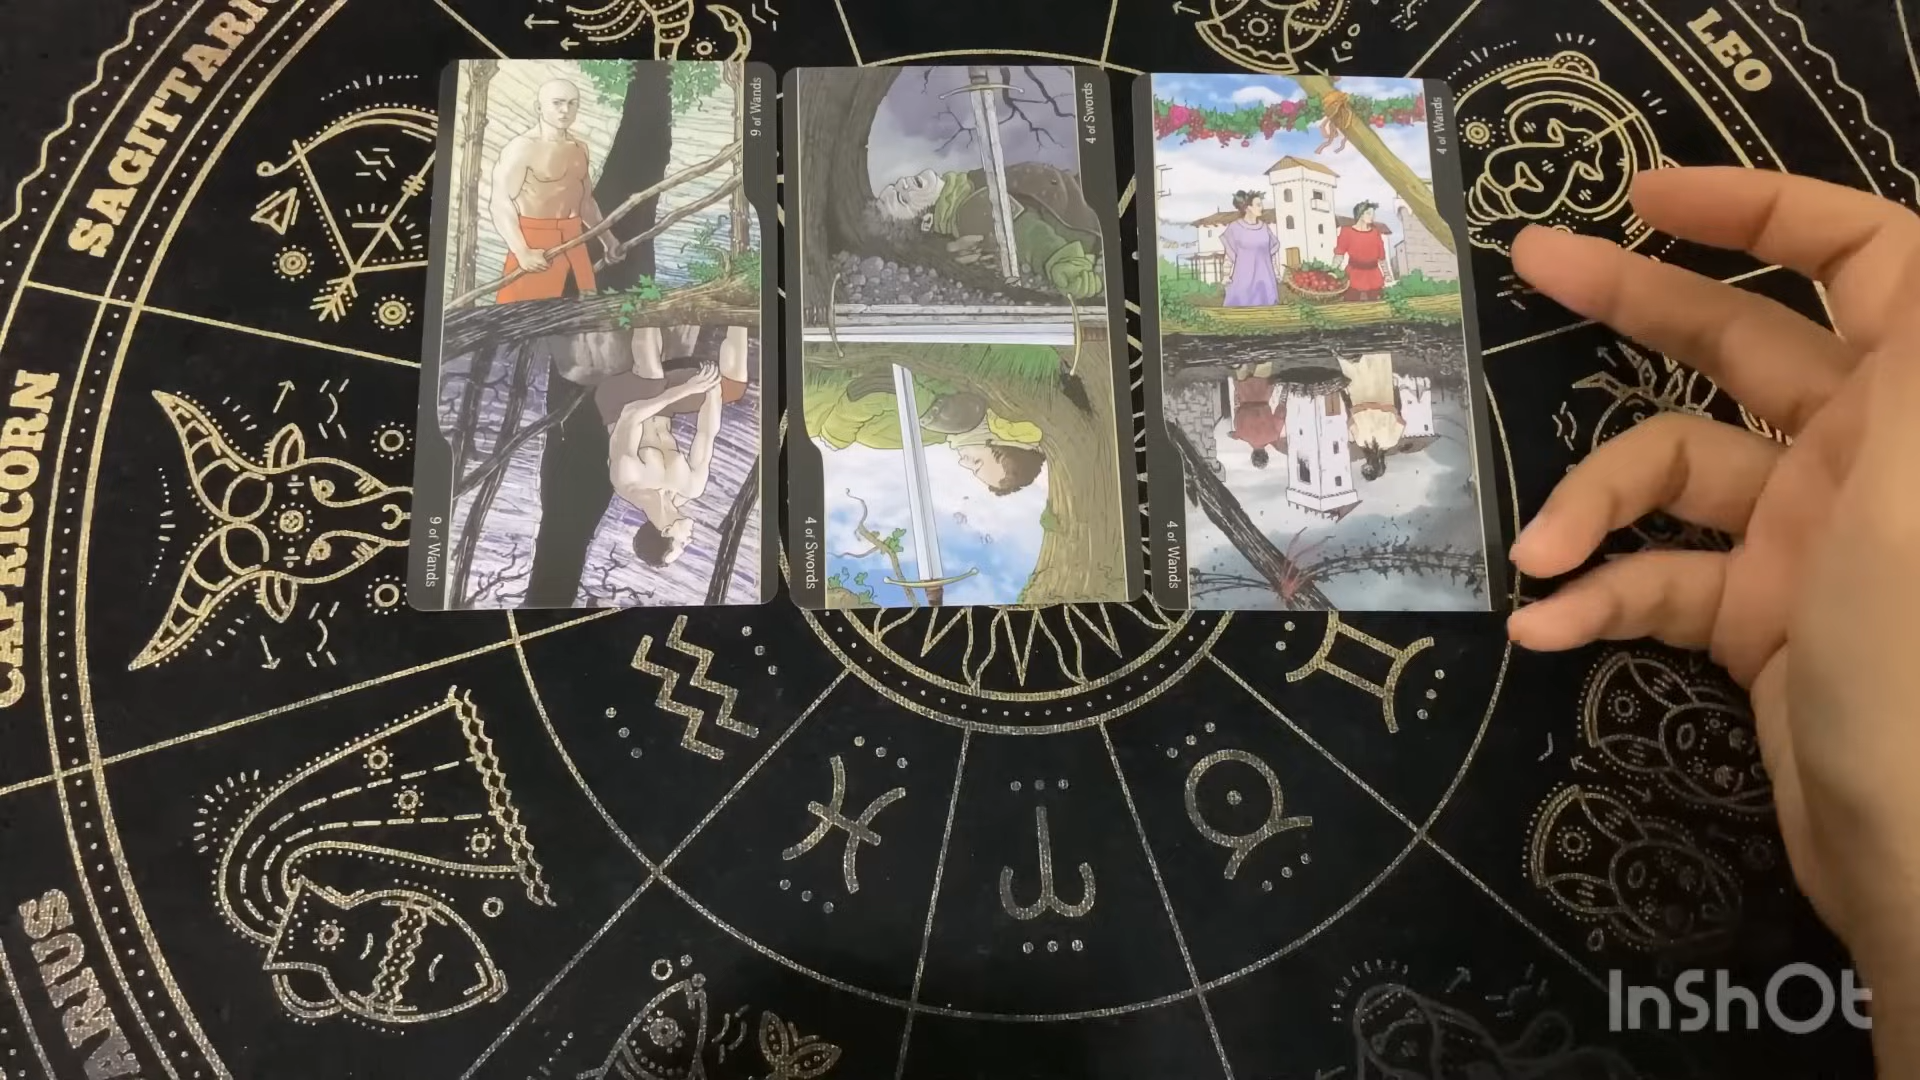 SAGITTARI
LEO
CAPRICORN
ARIUS
9 of Wands
9 of Wands
4 of Swords
4 of Swords
4 of Wands
4 of Wands
InShOt